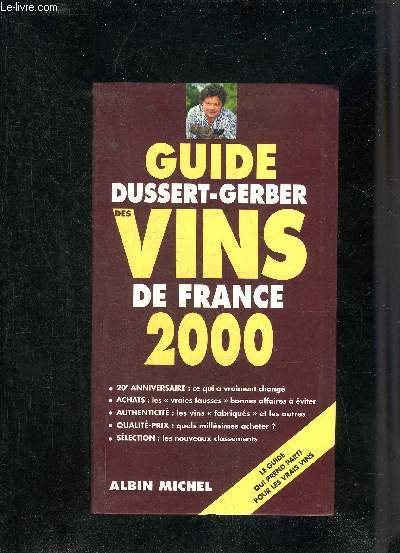 Le-livre.com
GUIDE
DUSSERT-GERBER
DES
VINS
DE FRANCE
2000
• 20e ANNIVERSAIRE : ce qui a vraiment changé
• ACHATS : les « vraies fausses » bonnes affaires à éviter
• AUTHENTICITÉ : les vins « fabriqués » et les autres
• QUALITÉ-PRIX : quels millésimes acheter ?
• SÉLECTION : les nouveaux classements
LE GUIDE
QUI PREND PARTI
POUR LES VRAIS VINS
ALBIN MICHEL